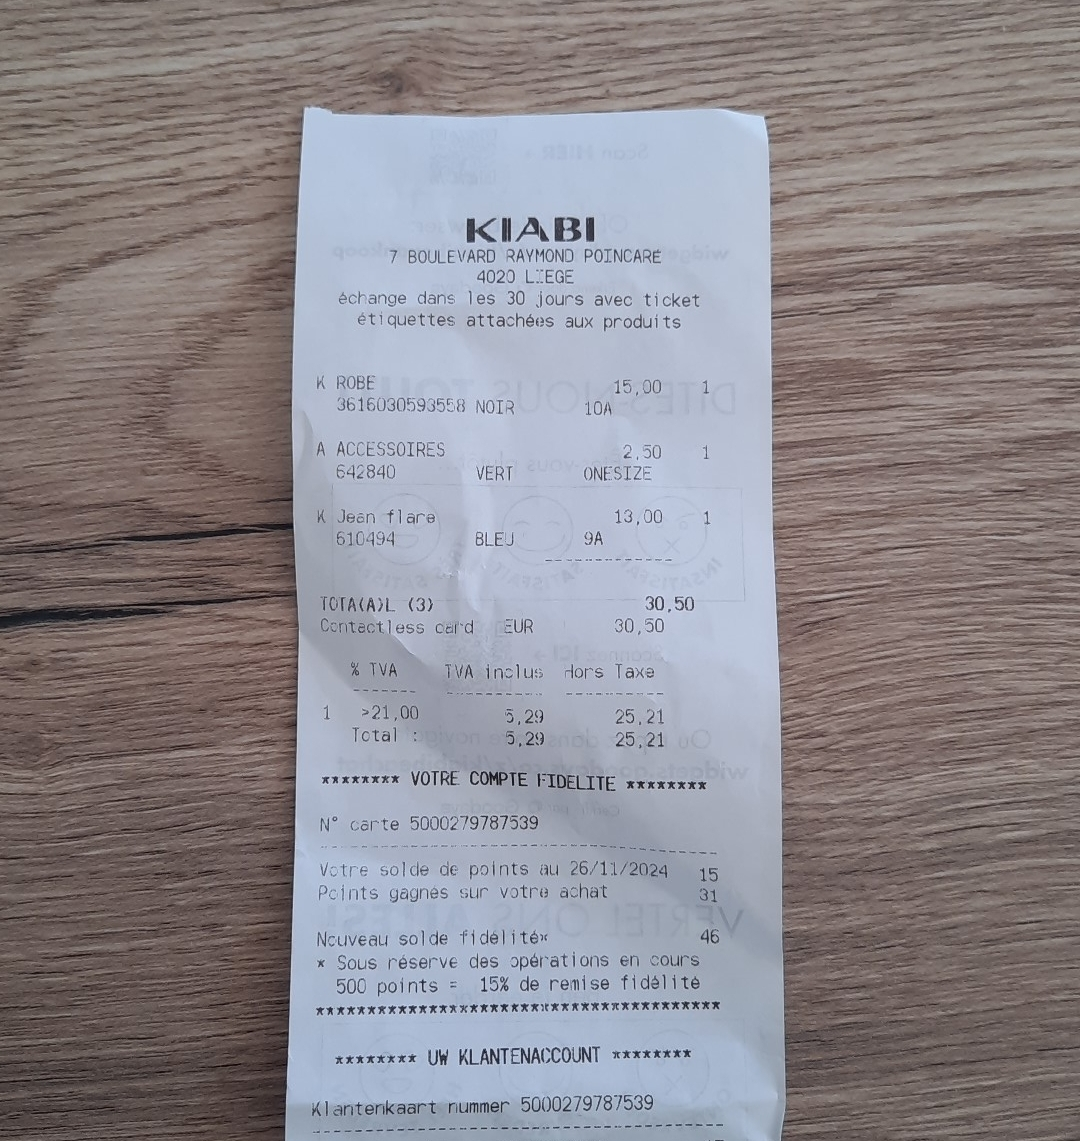 KIABI
7 BOULEVARD RAYMOND POINCARE
4020 LIEGE
échange dans les 30 jours avec ticket
étiquettes attachées aux produits
K ROBE 15,00 1
3616030593558 NOIR 10A
A ACCESSOIRES 2,50 1
642840 VERT ONESIZE
K Jean flare 13,00 1
610494 BLEU 9A
--------------
TOTA(A)L (3) 30,50
Contactless card EUR 30,50
% TVA TVA inclus Hors Taxe
------- ----------- -----------
1 >21,00 5,29 25,21
Total : 5,29 25,21
******** VOTRE COMPTE FIDELITE ********
N° carte 5000279787539
Votre solde de points au 26/11/2024 15
Points gagnés sur votre achat 31
Nouveau solde fidélité* 46
* Sous réserve des opérations en cours
500 points = 15% de remise fidélité
*****************************************
******** UW KLANTENACCOUNT ********
Klantenkaart nummer 5000279787539